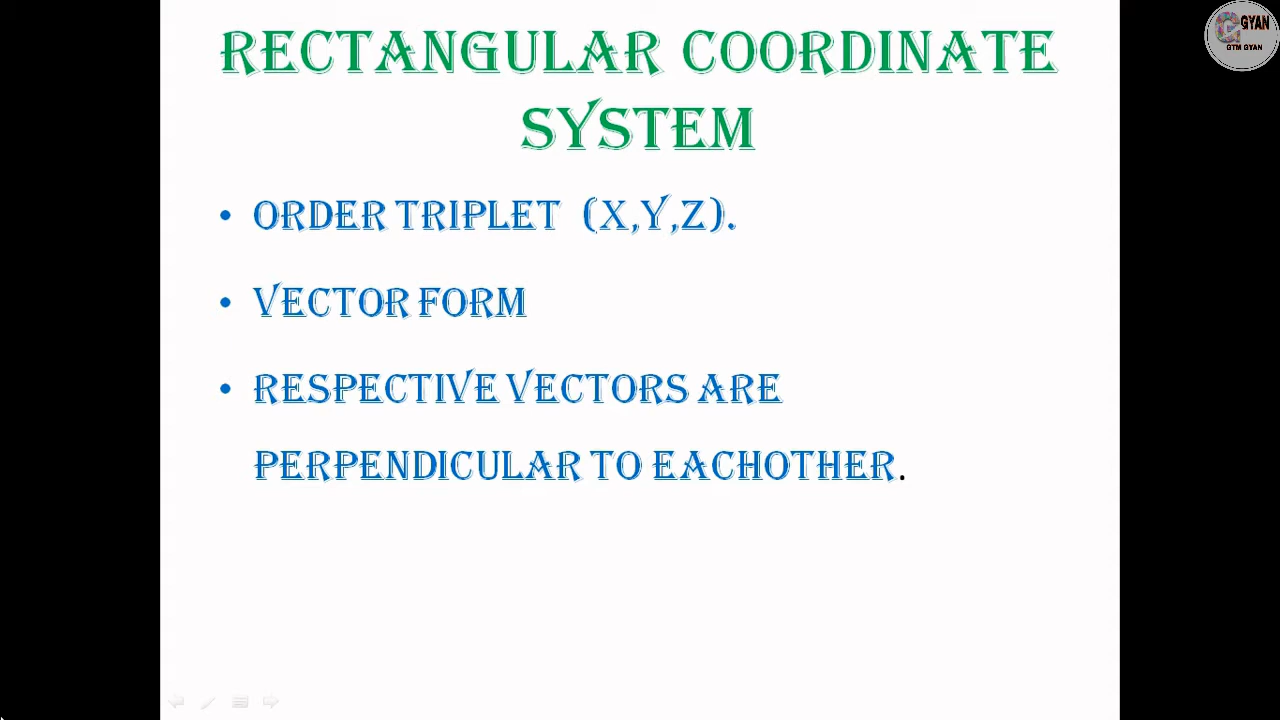 RECTANGULAR COORDINATE
SYSTEM
• ORDER TRIPLET (X,Y,Z).
• VECTOR FORM
• RESPECTIVE VECTORS ARE
PERPENDICULAR TO EACHOTHER.
GYAN
GTM GYAN